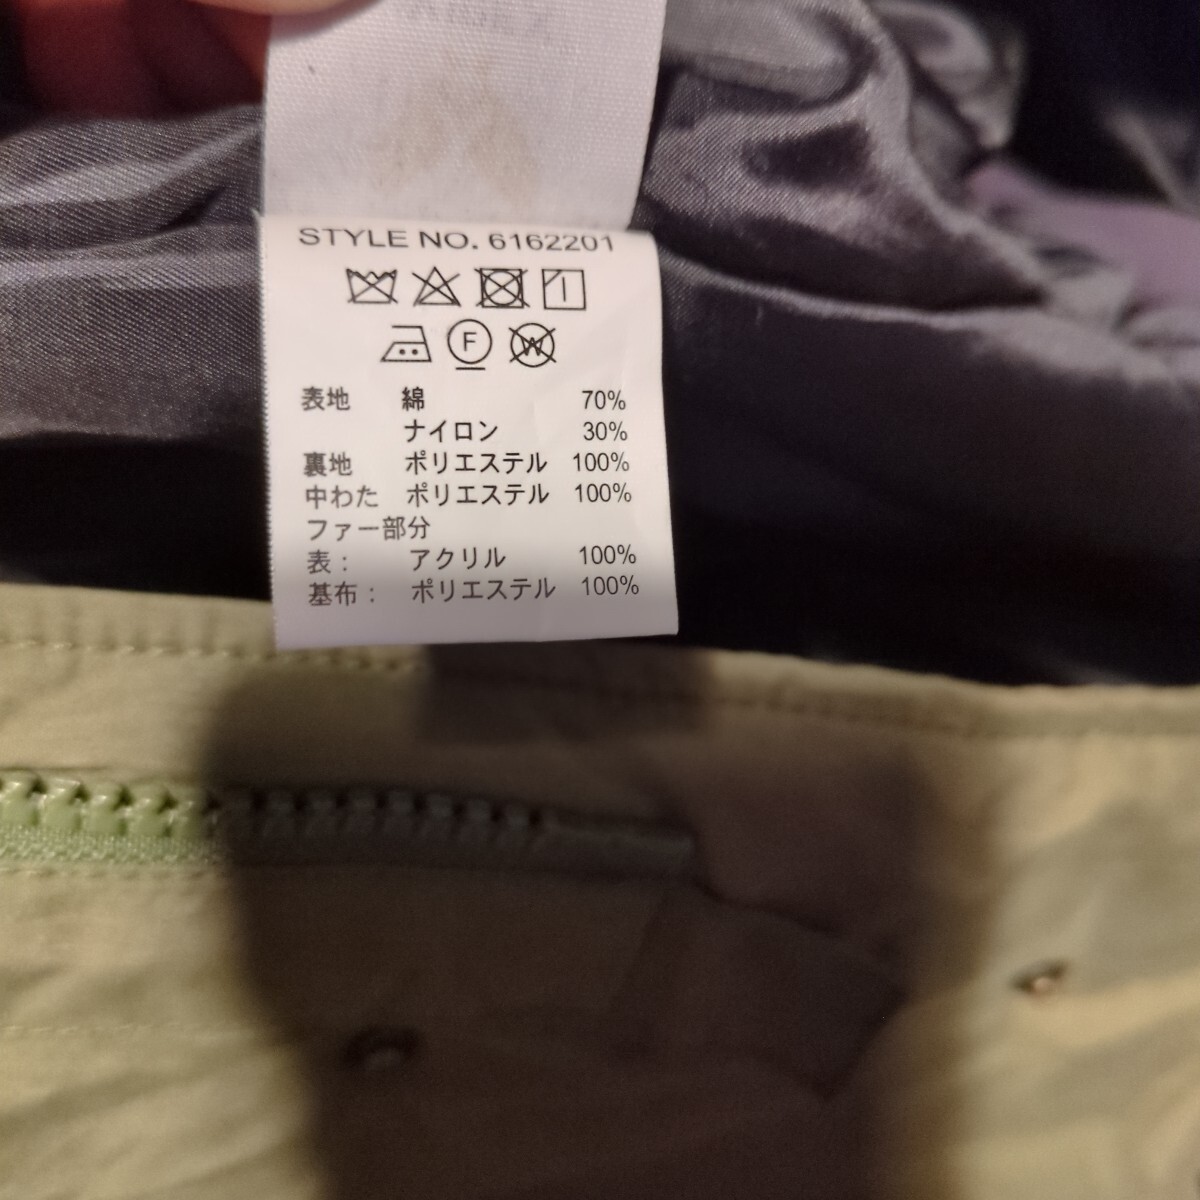 STYLE NO. 6162201
F W
表地 綿 70%
ナイロン 30%
裏地 ポリエステル 100%
中わた ポリエステル 100%
ファー部分
表： アクリル 100%
基布： ポリエステル 100%